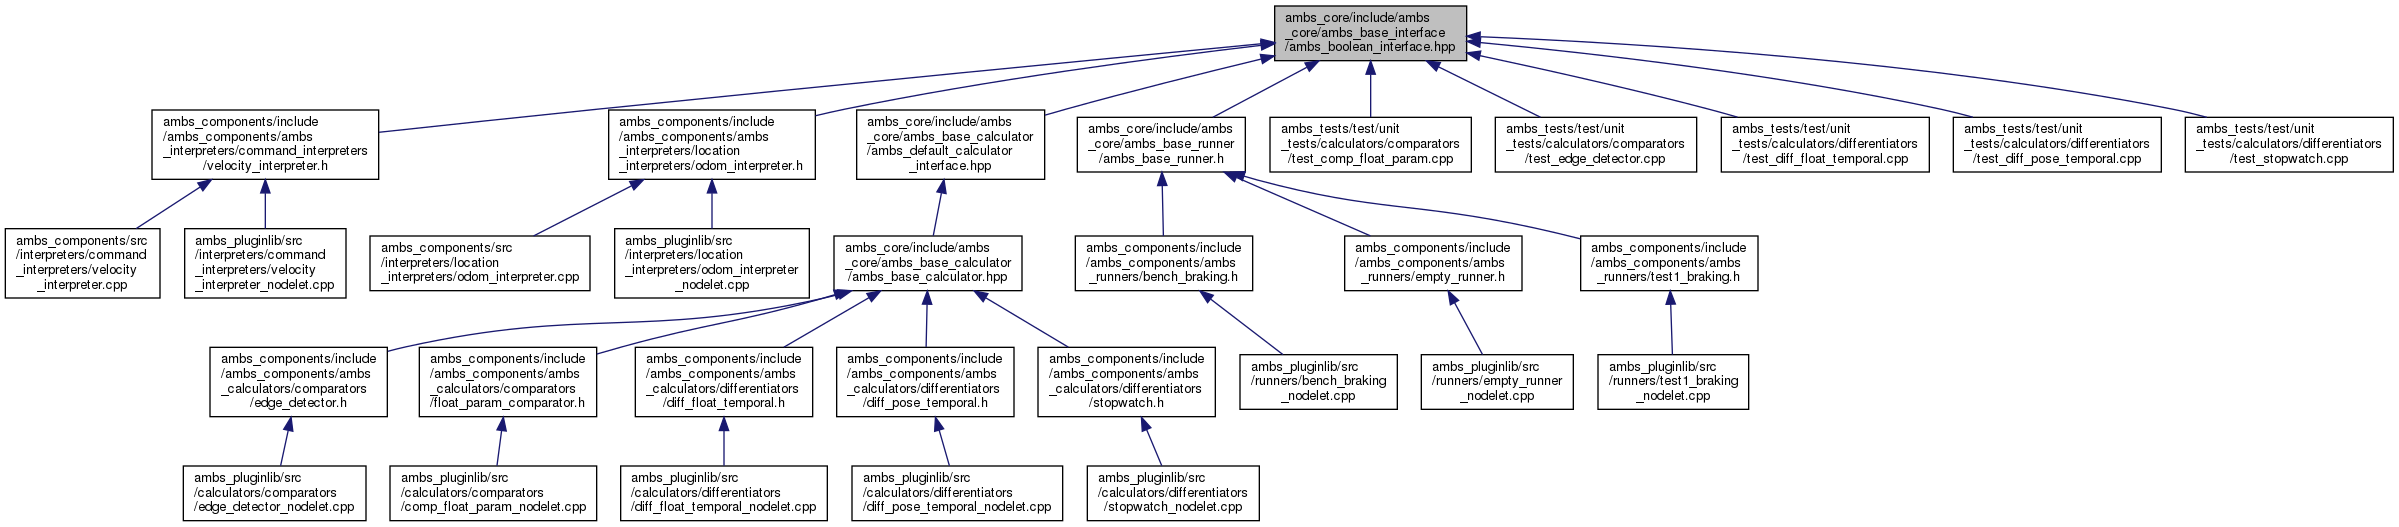 ambs_core/include/ambs
_core/ambs_base_interface
/ambs_boolean_interface.hpp
ambs_components/include
/ambs_components/ambs
_interpreters/command_interpreters
/velocity_interpreter.h
ambs_components/include
/ambs_components/ambs
_interpreters/location
_interpreters/odom_interpreter.h
ambs_core/include/ambs
_core/ambs_base_calculator
/ambs_default_calculator
_interface.hpp
ambs_core/include/ambs
_core/ambs_base_runner
/ambs_base_runner.h
ambs_tests/test/unit
_tests/calculators/comparators
/test_comp_float_param.cpp
ambs_tests/test/unit
_tests/calculators/comparators
/test_edge_detector.cpp
ambs_tests/test/unit
_tests/calculators/differentiators
/test_diff_float_temporal.cpp
ambs_tests/test/unit
_tests/calculators/differentiators
/test_diff_pose_temporal.cpp
ambs_tests/test/unit
_tests/calculators/differentiators
/test_stopwatch.cpp
ambs_components/src
/interpreters/command
_interpreters/velocity
_interpreter.cpp
ambs_pluginlib/src
/interpreters/command
_interpreters/velocity
_interpreter_nodelet.cpp
ambs_components/src
/interpreters/location
_interpreters/odom_interpreter.cpp
ambs_pluginlib/src
/interpreters/location
_interpreters/odom_interpreter
_nodelet.cpp
ambs_core/include/ambs
_core/ambs_base_calculator
/ambs_base_calculator.hpp
ambs_components/include
/ambs_components/ambs
_runners/bench_braking.h
ambs_components/include
/ambs_components/ambs
_runners/empty_runner.h
ambs_components/include
/ambs_components/ambs
_runners/test1_braking.h
ambs_components/include
/ambs_components/ambs
_calculators/comparators
/edge_detector.h
ambs_components/include
/ambs_components/ambs
_calculators/comparators
/float_param_comparator.h
ambs_components/include
/ambs_components/ambs
_calculators/differentiators
/diff_float_temporal.h
ambs_components/include
/ambs_components/ambs
_calculators/differentiators
/diff_pose_temporal.h
ambs_components/include
/ambs_components/ambs
_calculators/differentiators
/stopwatch.h
ambs_pluginlib/src
/runners/bench_braking
_nodelet.cpp
ambs_pluginlib/src
/runners/empty_runner
_nodelet.cpp
ambs_pluginlib/src
/runners/test1_braking
_nodelet.cpp
ambs_pluginlib/src
/calculators/comparators
/edge_detector_nodelet.cpp
ambs_pluginlib/src
/calculators/comparators
/comp_float_param_nodelet.cpp
ambs_pluginlib/src
/calculators/differentiators
/diff_float_temporal_nodelet.cpp
ambs_pluginlib/src
/calculators/differentiators
/diff_pose_temporal_nodelet.cpp
ambs_pluginlib/src
/calculators/differentiators
/stopwatch_nodelet.cpp